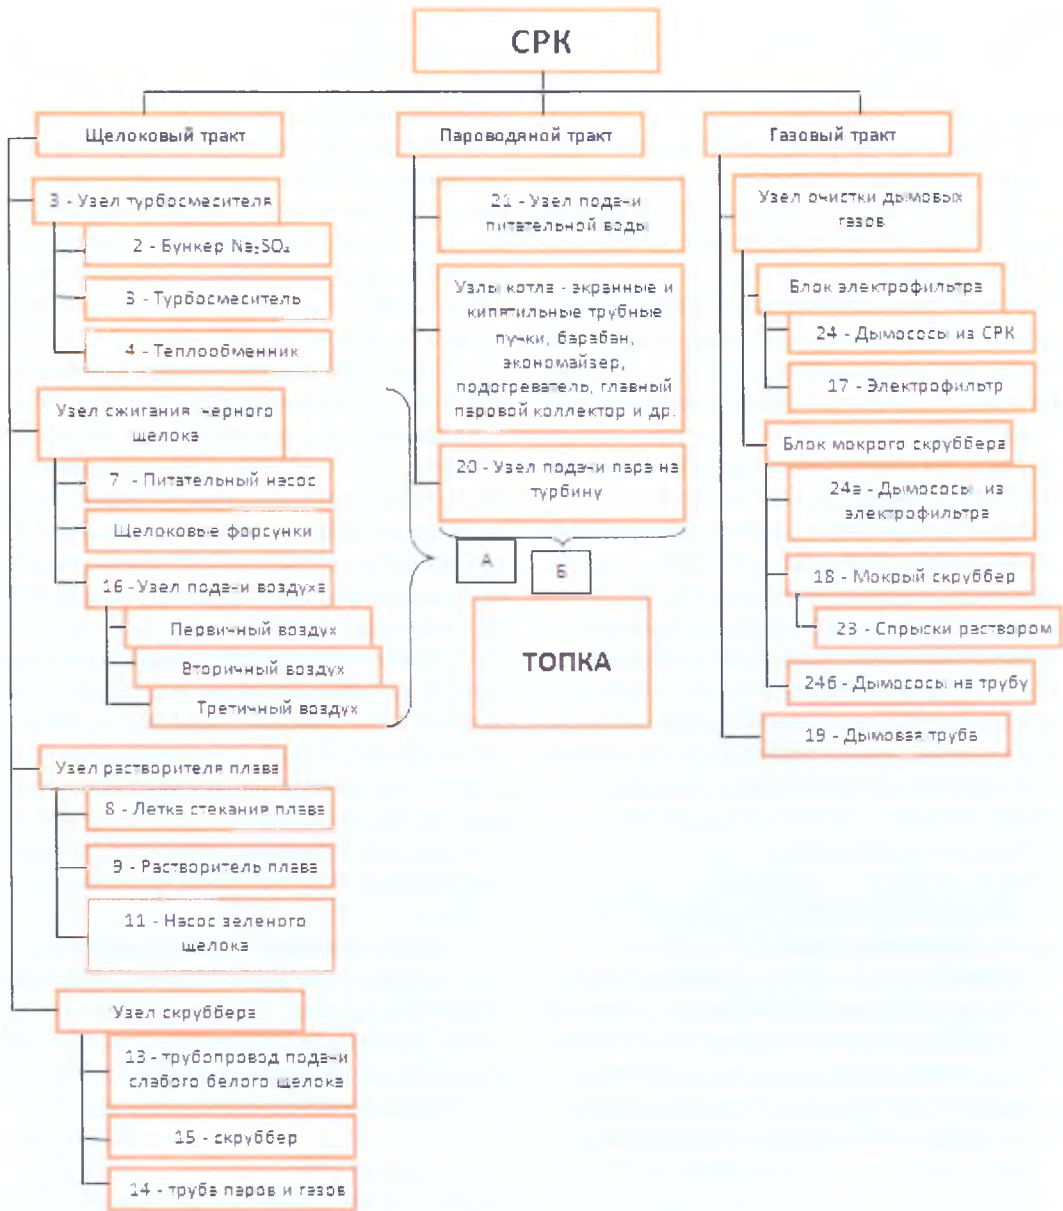 СРК
Щелоковый тракт
3 - Узел турбосмесителя
2 - Бункер Na₂SO₄
3 - Турбосмеситель
4 - Теплообменник
Узел сжигания черного
щелока
7 - Питательный насос
Щелоковые форсунки
16 - Узел подачи воздуха
Первичный воздух
Вторичный воздух
Третичный воздух
Узел растворителя плава
8 - Летка стекания плава
9 - Растворитель плава
11 - Насос зеленого
щелока
Узел скруббера
13 - трубопровод подачи
слабого белого щелока
15 - скруббер
14 - труба паров и газов
Пароводяной тракт
21 - Узел подачи
питательной воды
Узлы котла - экранные и
кипятильные трубные
пучки, барабан,
экономайзер,
подогреватель, главный
паровой коллектор и др.
20 - Узел подачи пара на
турбину
А
Б
ТОПКА
Газовый тракт
Узел очистки дымовых
газов
Блок электрофильтра
24 - Дымососы из СРК
17 - Электрофильтр
Блок мокрого скруббера
24а - Дымососы из
электрофильтра
18 - Мокрый скруббер
23 - Спрыски раствором
24б - Дымососы на трубу
19 - Дымовая труба